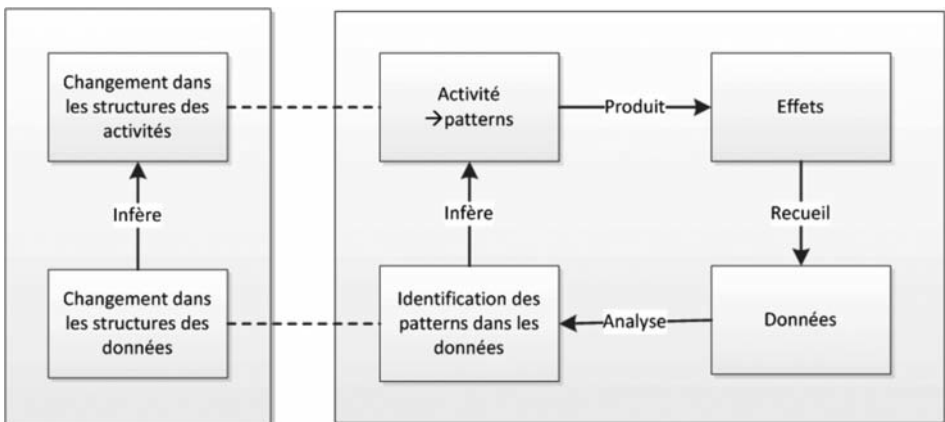 Changement dans
les structures des
activités
Activité
→patterns
Produit
Effets
Infère
Infère
Recueil
Changement dans
les structures des
données
Identification des
patterns dans les
données
Analyse
Données